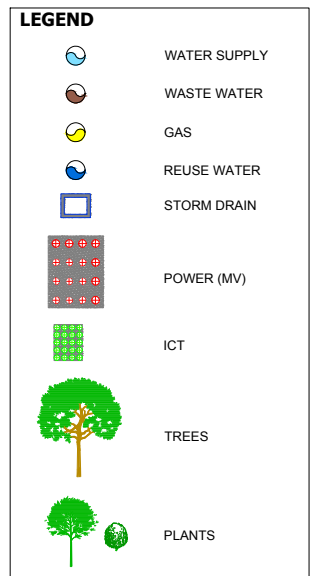 LEGEND
WATER SUPPLY
WASTE WATER
GAS
REUSE WATER
STORM DRAIN
POWER (MV)
ICT
TREES
PLANTS